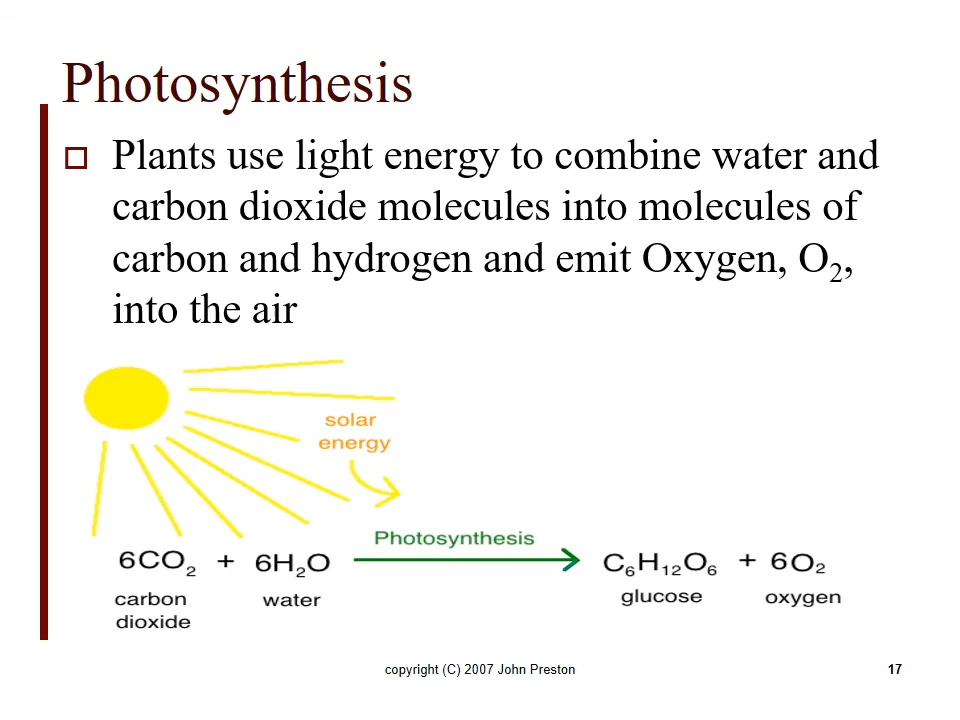 Photosynthesis
Plants use light energy to combine water and
carbon dioxide molecules into molecules of
carbon and hydrogen and emit Oxygen, O₂,
into the air
solar
energy
Photosynthesis
6CO₂ + 6H₂O C₆H₁₂O₆ + 6O₂
carbon
dioxide
water
glucose
oxygen
copyright (C) 2007 John Preston
17